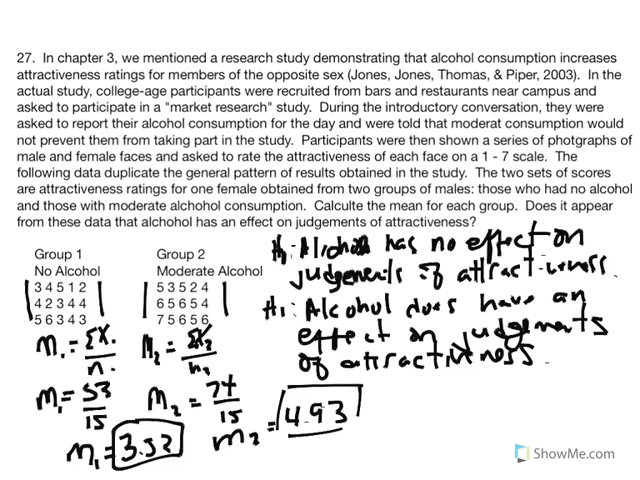 27. In chapter 3, we mentioned a research study demonstrating that alcohol consumption increases
attractiveness ratings for members of the opposite sex (Jones, Jones, Thomas, & Piper, 2003). In the
actual study, college-age participants were recruited from bars and restaurants near campus and
asked to participate in a "market research" study. During the introductory conversation, they were
asked to report their alcohol consumption for the day and were told that moderat consumption would
not prevent them from taking part in the study. Participants were then shown a series of photgraphs of
male and female faces and asked to rate the attractiveness of each face on a 1 - 7 scale. The
following data duplicate the general pattern of results obtained in the study. The two sets of scores
are attractiveness ratings for one female obtained from two groups of males: those who had no alcohol
and those with moderate alchohol consumption. Calculte the mean for each group. Does it appear
from these data that alchohol has an effect on judgements of attractiveness?
Group 1
No Alcohol
3 4 5 1 2
4 2 3 4 4
5 6 3 4 3
M₁ = ΣX₁/n₁
M₁ = 53/15
M₁ = 3.53
Group 2
Moderate Alcohol
5 3 5 2 4
6 5 6 5 4
7 5 6 5 6
M₂ = ΣX₂/n₂
M₂ = 74/15
M₂ = 4.93
has no effect on
judgements of attractiveness.
H₁: Alcohol does have an
effect on judgements
of attractiveness.
ShowMe.com